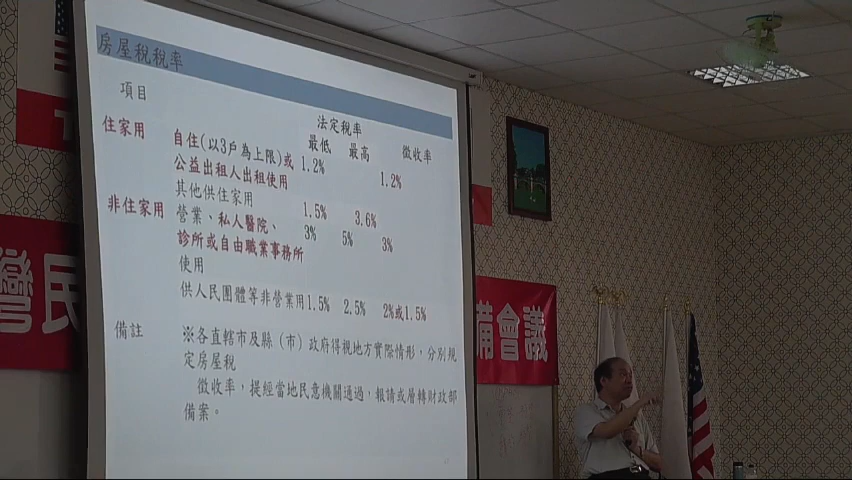 房屋稅稅率
項目
法定稅率
最低 最高 徵收率
住家用 自住(以3戶為上限)或 1.2%
公益出租人出租使用 1.2%
其他供住家用 1.5% 3.6%
非住家用 營業、私人醫院、 3% 5% 3%
診所或自由職業事務所
使用
供人民團體等非營業用 1.5% 2.5% 2%或1.5%
備註 ※各直轄市及縣（市）政府得視地方實際情形，分別規
定房屋稅
徵收率，提經當地民意機關通過，報請或層轉財政部
備案。
灣民
備會議